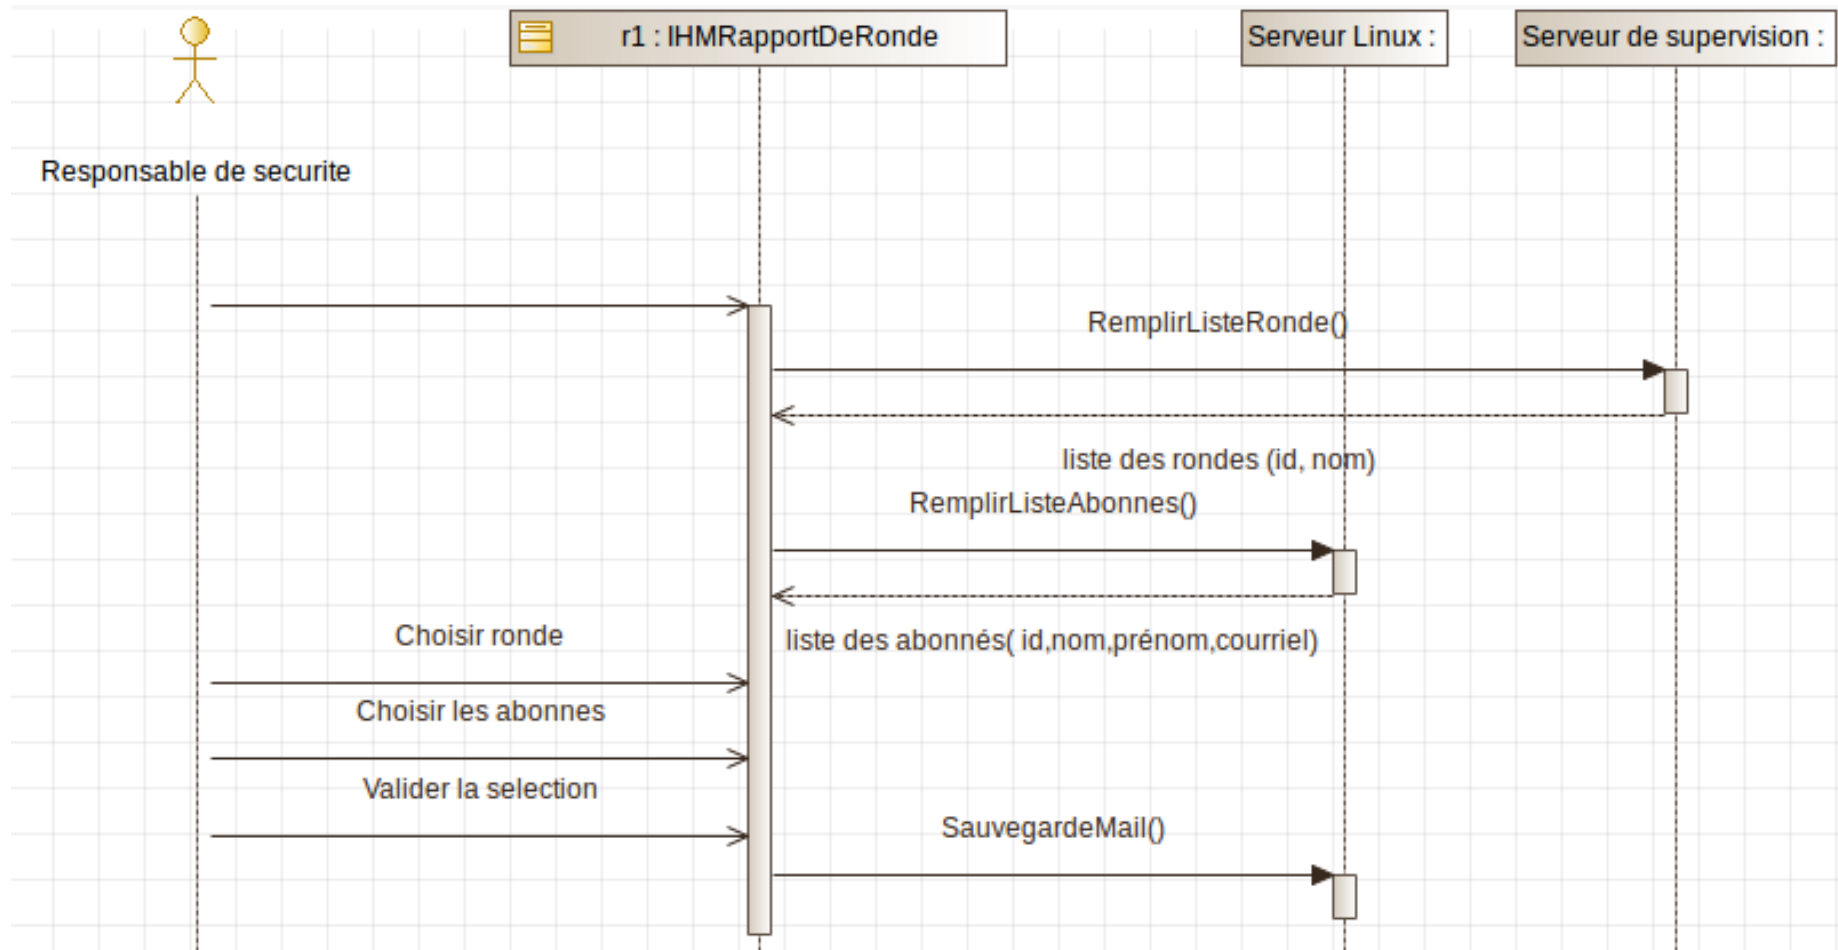 r1 : IHMRapportDeRonde
Serveur Linux :
Serveur de supervision :
Responsable de securite
RemplirListeRonde()
liste des rondes (id, nom)
RemplirListeAbonnes()
Choisir ronde
liste des abonnés( id,nom,prénom,courriel)
Choisir les abonnes
Valider la selection
SauvegardeMail()